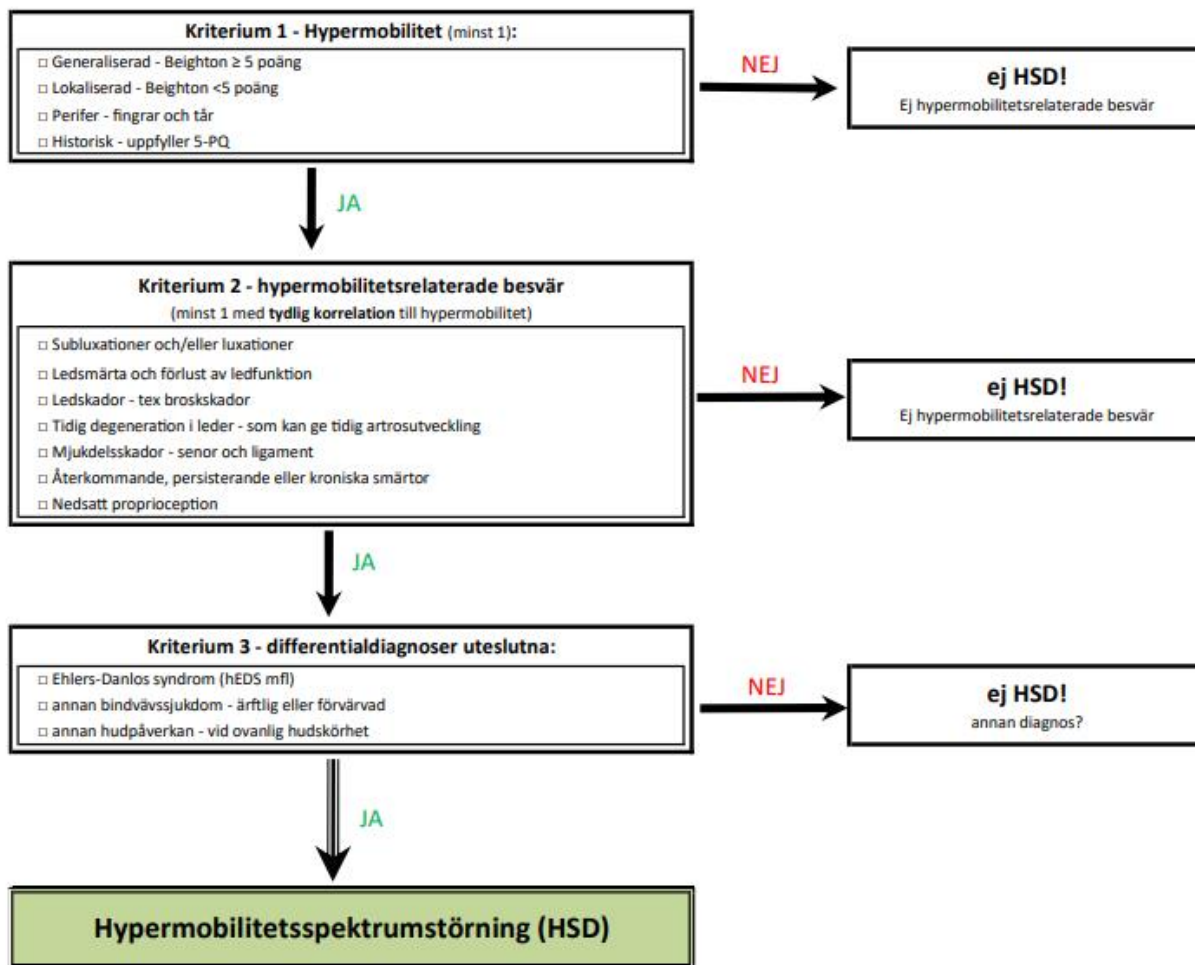 Kriterium 1 - Hypermobilitet (minst 1):
□ Generaliserad - Beighton ≥ 5 poäng
□ Lokaliserad - Beighton <5 poäng
□ Perifer - fingrar och tår
□ Historisk - uppfyller 5-PQ
NEJ
ej HSD!
Ej hypermobilitetsrelaterade besvär
JA
Kriterium 2 - hypermobilitetsrelaterade besvär
(minst 1 med tydlig korrelation till hypermobilitet)
□ Subluxationer och/eller luxationer
□ Ledsmärta och förlust av ledfunktion
□ Ledskador - tex broskskador
□ Tidig degeneration i leder - som kan ge tidig artrosutveckling
□ Mjukdelsskador - senor och ligament
□ Återkommande, persisterande eller kroniska smärtor
□ Nedsatt proprioception
NEJ
ej HSD!
Ej hypermobilitetsrelaterade besvär
JA
Kriterium 3 - differentialdiagnoser uteslutna:
□ Ehlers-Danlos syndrom (hEDS mfl)
□ annan bindvävssjukdom - ärftlig eller förvärvad
□ annan hudpåverkan - vid ovanlig hudskörhet
NEJ
ej HSD!
annan diagnos?
JA
Hypermobilitetsspektrumstörning (HSD)